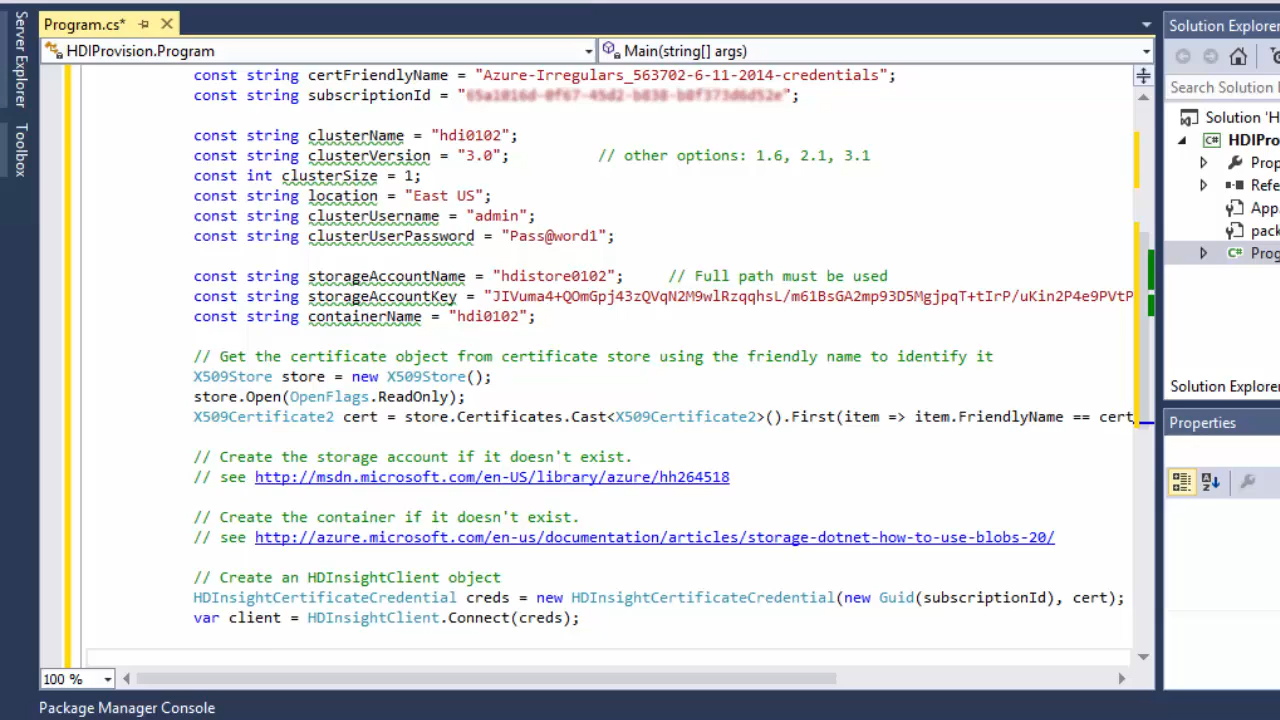 Server Explorer
Toolbox
Program.cs*
HDIProvision.Program
Main(string[] args)
const string certFriendlyName = "Azure-Irregulars_563702-6-11-2014-credentials";
const string subscriptionId = "";
const string clusterName = "hdi0102";
const string clusterVersion = "3.0"; // other options: 1.6, 2.1, 3.1
const int clusterSize = 1;
const string location = "East US";
const string clusterUsername = "admin";
const string clusterUserPassword = "Pass@word1";
const string storageAccountName = "hdistore0102"; // Full path must be used
const string storageAccountKey = "JIVuma4+QOmGpj43zQVqN2M9wlRzqqhsL/m61BsGA2mp93D5MgjpqT+tIrP/uKin2P4e9PVtP
const string containerName = "hdi0102";
// Get the certificate object from certificate store using the friendly name to identify it
X509Store store = new X509Store();
store.Open(OpenFlags.ReadOnly);
X509Certificate2 cert = store.Certificates.Cast<X509Certificate2>().First(item => item.FriendlyName == cert
// Create the storage account if it doesn't exist.
// see http://msdn.microsoft.com/en-US/library/azure/hh264518
// Create the container if it doesn't exist.
// see http://azure.microsoft.com/en-us/documentation/articles/storage-dotnet-how-to-use-blobs-20/
// Create an HDInsightClient object
HDInsightCertificateCredential creds = new HDInsightCertificateCredential(new Guid(subscriptionId), cert);
var client = HDInsightClient.Connect(creds);
100 %
Package Manager Console
Solution Explorer
Search Solution
Solution 'H
HDIPro
Prop
Refe
App.
pack
Prog
Solution Explorer
Properties